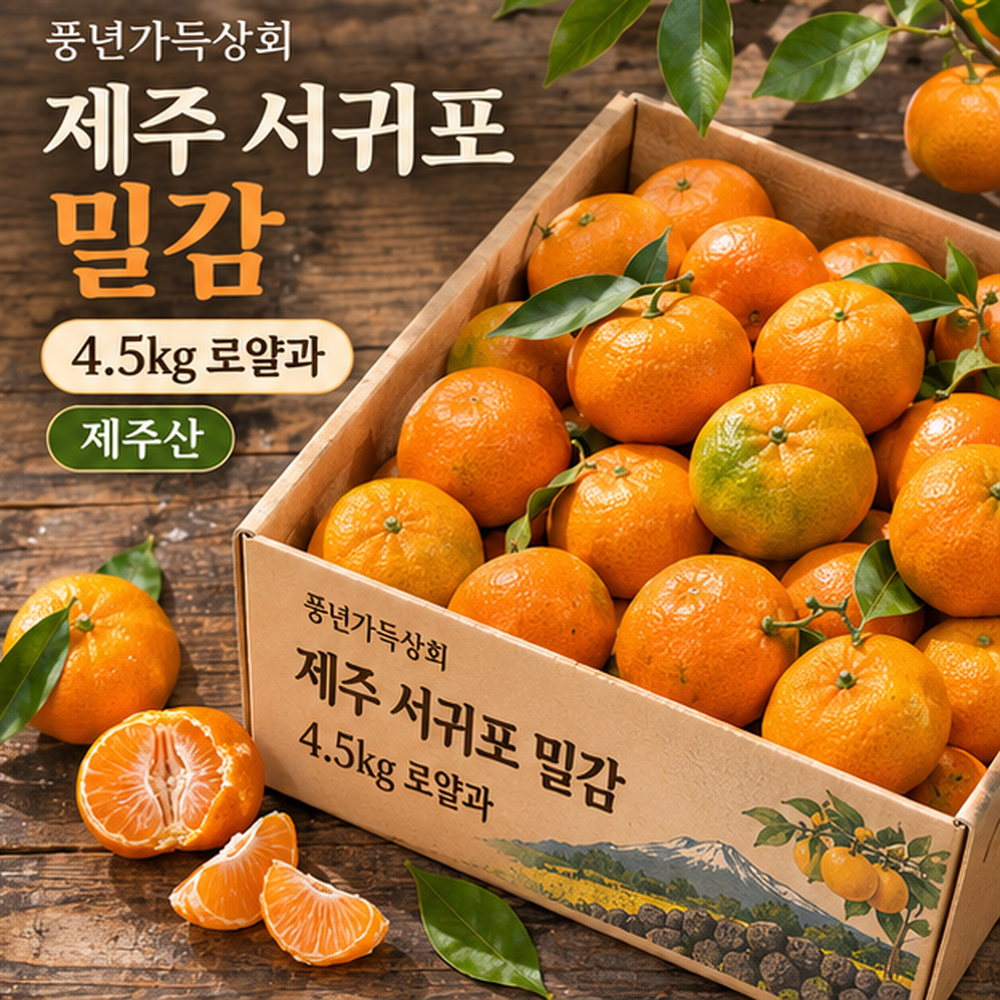 풍년가득상회
제주 서귀포
밀감
4.5kg 로얄과
제주산
풍년가득상회
제주 서귀포 밀감
4.5kg 로얄과